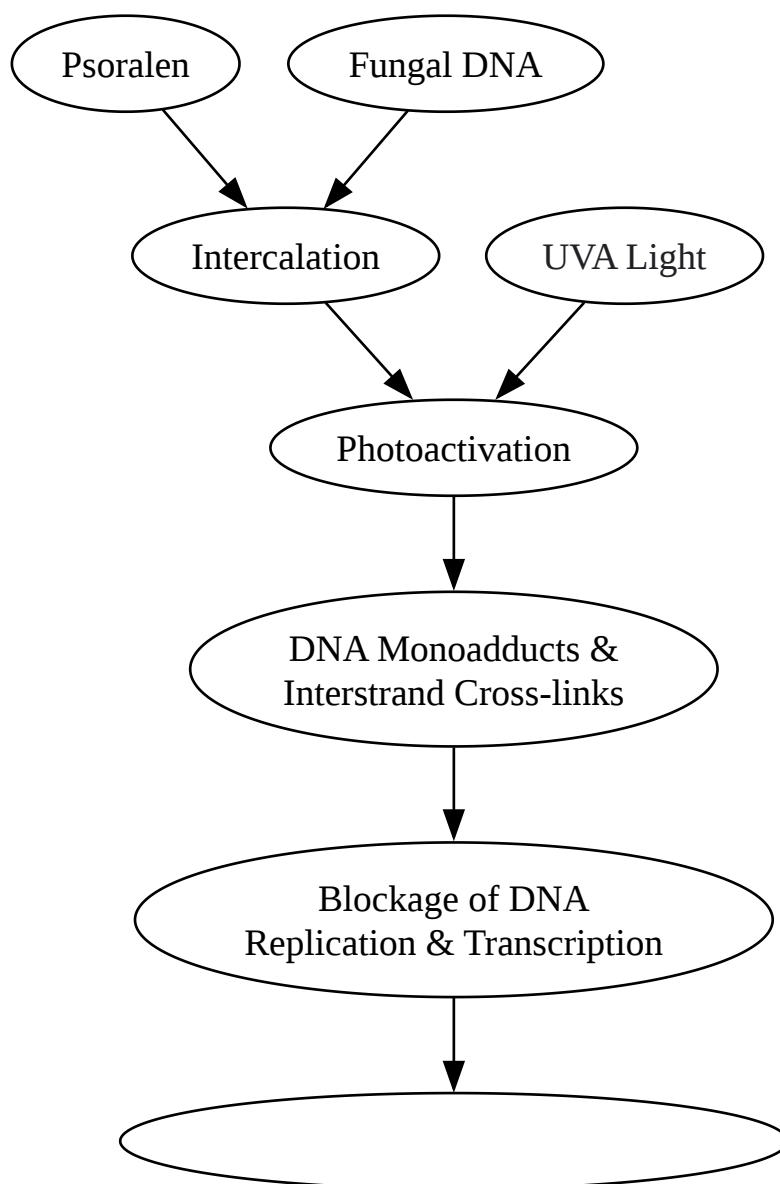 Psoralen
Fungal DNA
Intercalation
UVA Light
Photoactivation
DNA Monoadducts &
Interstrand Cross-links
Blockage of DNA
Replication & Transcription